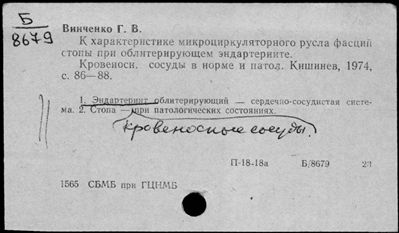 Б
8679
Винченко Г. В.
К характеристике микроциркуляторного русла фасций
стопы при облитерирующем эндартериите.
Кровеносн. сосуды в норме и патол. Кишинев, 1974,
с. 86—88.
1. Эндартериит облитерирующий — сердечно-сосудистая систе-
ма. 2. Стопа — при патологических состояниях.
кровеносные сосуды.
П-18-18а Б/8679 23
1565 СБМБ при ГЦНМБ